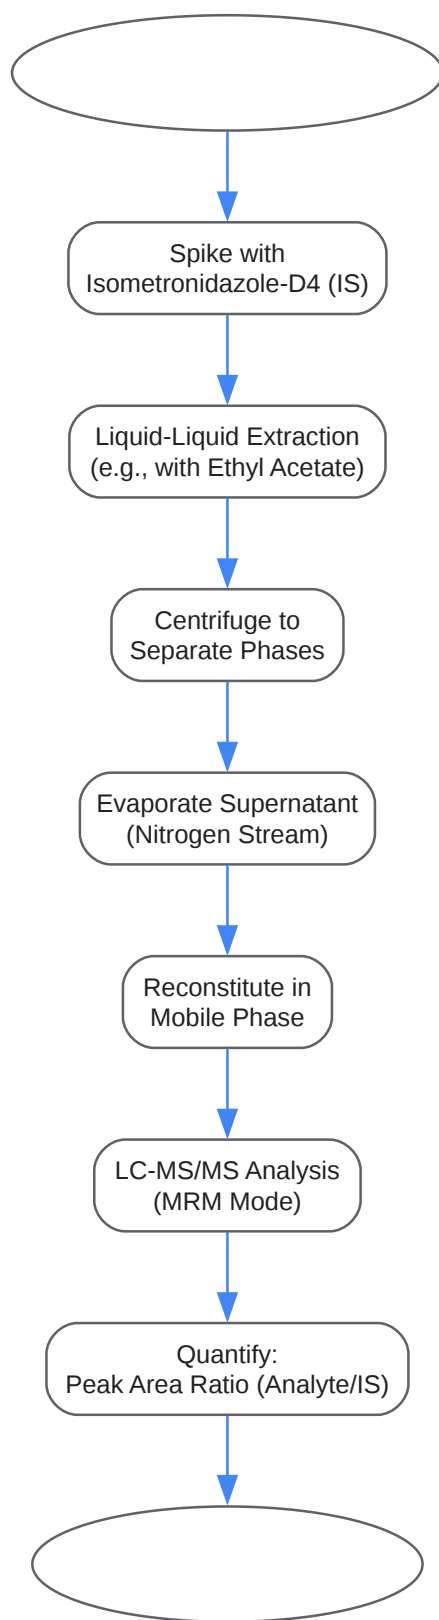 Spike with
Isometronidazole-D4 (IS)
Liquid-Liquid Extraction
(e.g., with Ethyl Acetate)
Centrifuge to
Separate Phases
Evaporate Supernatant
(Nitrogen Stream)
Reconstitute in
Mobile Phase
LC-MS/MS Analysis
(MRM Mode)
Quantify:
Peak Area Ratio (Analyte/IS)